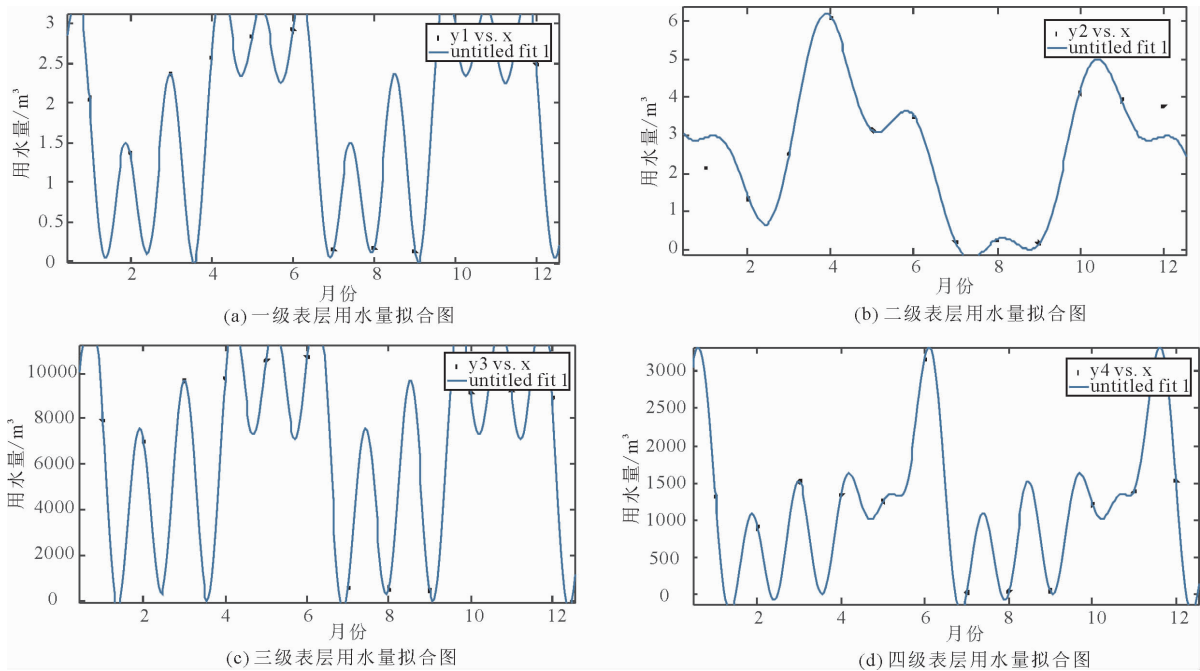 y1 vs. x
untitled fit 1
3
2.5
2
1.5
1
0.5
0
用水量/m³
2
4
6
8
10
12
月份
(a)一级表层用水量拟合图
y2 vs. x
untitled fit 1
6
5
4
3
2
1
0
用水量/m³
2
4
6
8
10
12
月份
(b)二级表层用水量拟合图
y3 vs. x
untitled fit 1
10000
8000
6000
4000
2000
0
用水量/m³
2
4
6
8
10
12
月份
(c)三级表层用水量拟合图
y4 vs. x
untitled fit 1
3000
2500
2000
1500
1000
500
0
用水量/m³
2
4
6
8
10
12
月份
(d)四级表层用水量拟合图